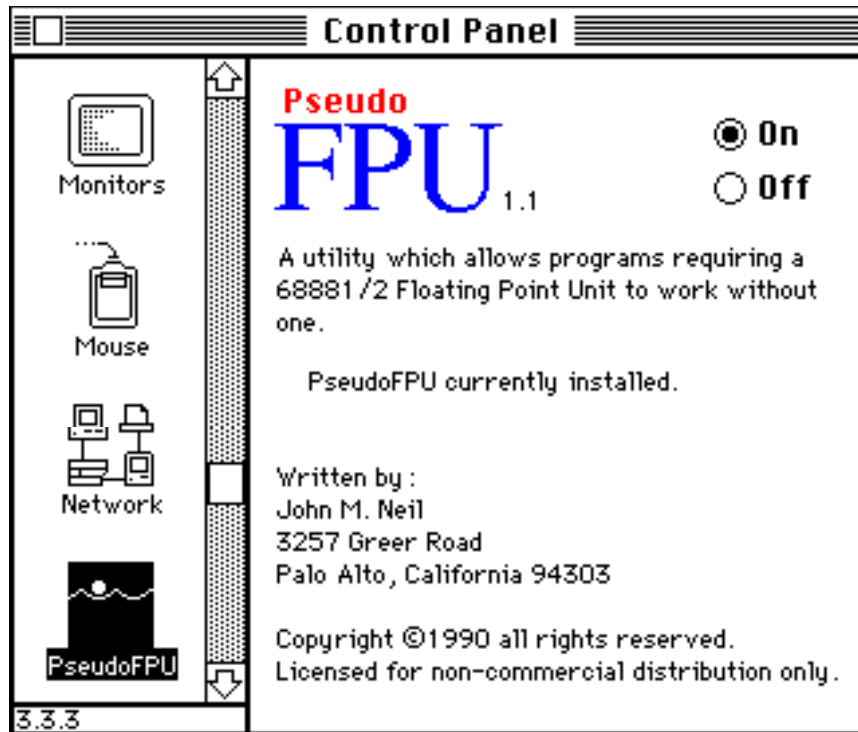 Control Panel
Monitors
Mouse
Network
PseudoFPU
3.3.3
Pseudo
FPU 1.1
On
Off
A utility which allows programs requiring a
68881/2 Floating Point Unit to work without
one.
PseudoFPU currently installed.
Written by :
John M. Neil
3257 Greer Road
Palo Alto, California 94303
Copyright ©1990 all rights reserved.
Licensed for non-commercial distribution only.